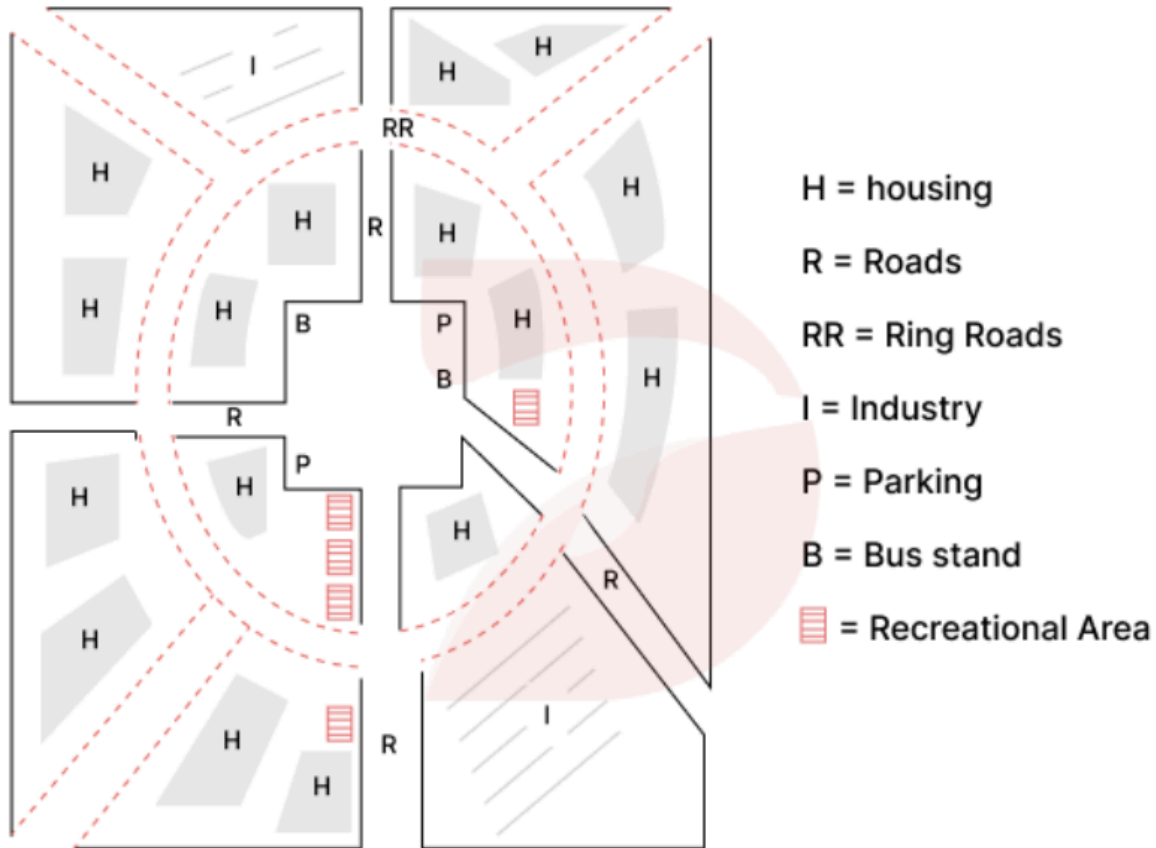 I
H
H
RR
H
H
H
R
H
H
H
H
B
P
H
H
B
R
H
P
H
H
H
R
H
I
H
R
H
H = housing
R = Roads
RR = Ring Roads
I = Industry
P = Parking
B = Bus stand
= Recreational Area